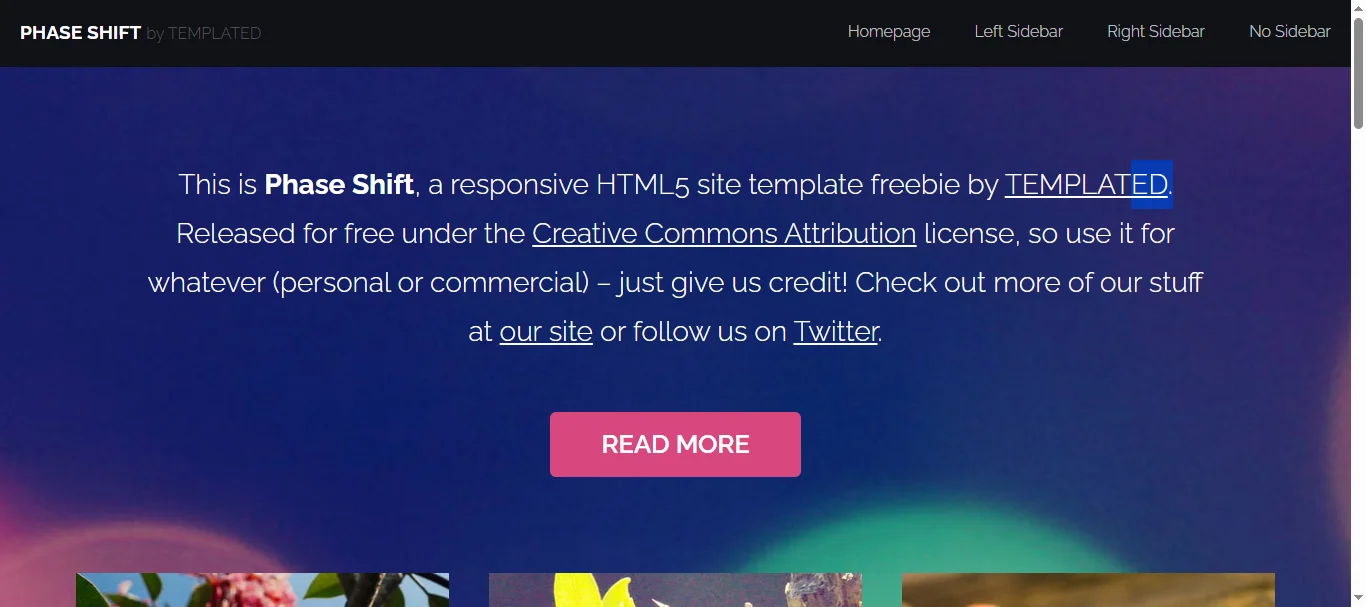 PHASE SHIFT by TEMPLATED
Homepage
Left Sidebar
Right Sidebar
No Sidebar
This is Phase Shift, a responsive HTML5 site template freebie by TEMPLATED.
Released for free under the Creative Commons Attribution license, so use it for
whatever (personal or commercial) – just give us credit! Check out more of our stuff
at our site or follow us on Twitter.
READ MORE